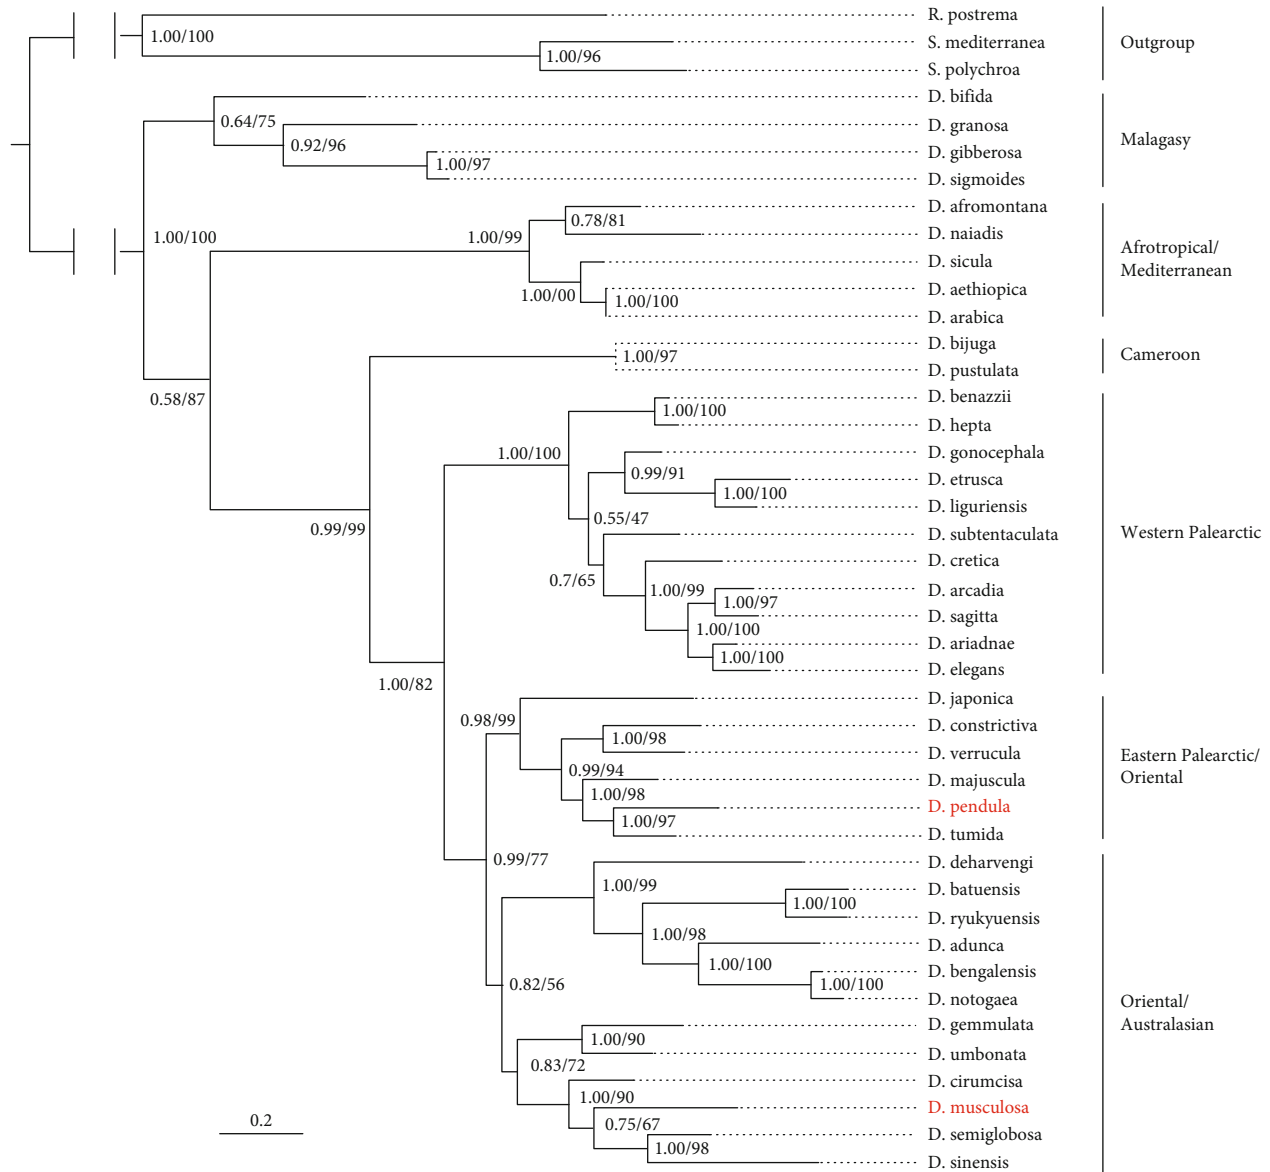 R. postrema
1.00/100
S. mediterranea
Outgroup
1.00/96
S. polychroa
D. bifida
0.64/75
D. granosa
Malagasy
0.92/96
D. gibberosa
1.00/97
D. sigmoides
D. afromontana
0.78/81
1.00/100
1.00/99
D. naiadis
Afrotropical/
Mediterranean
D. sicula
1.00/00
D. aethiopica
1.00/100
D. arabica
D. bijuga
1.00/97
Cameroon
D. pustulata
0.58/87
D. benazzii
1.00/100
D. hepta
1.00/100
D. gonocephala
0.99/91
D. etrusca
1.00/100
D. liguriensis
0.55/47
0.99/99
D. subtentaculata
Western Palearctic
D. cretica
0.7/65
1.00/99
D. arcadia
1.00/97
D. sagitta
1.00/100
D. ariadnae
1.00/100
D. elegans
1.00/82
D. japonica
0.98/99
D. constrictiva
1.00/98
D. verrucula
Eastern Palearctic/
Oriental
0.99/94
D. majuscula
1.00/98
D. pendula
1.00/97
D. tumida
0.99/77
D. deharvengi
1.00/99
D. batuensis
1.00/100
D. ryukyuensis
1.00/98
D. adunca
1.00/100
D. bengalensis
1.00/100
0.82/56
D. notogaea
Oriental/
Australasian
D. gemmulata
1.00/90
D. umbonata
0.83/72
D. cirumcisa
1.00/90
D. musculosa
0.75/67
0.2
D. semiglobosa
1.00/98
D. sinensis